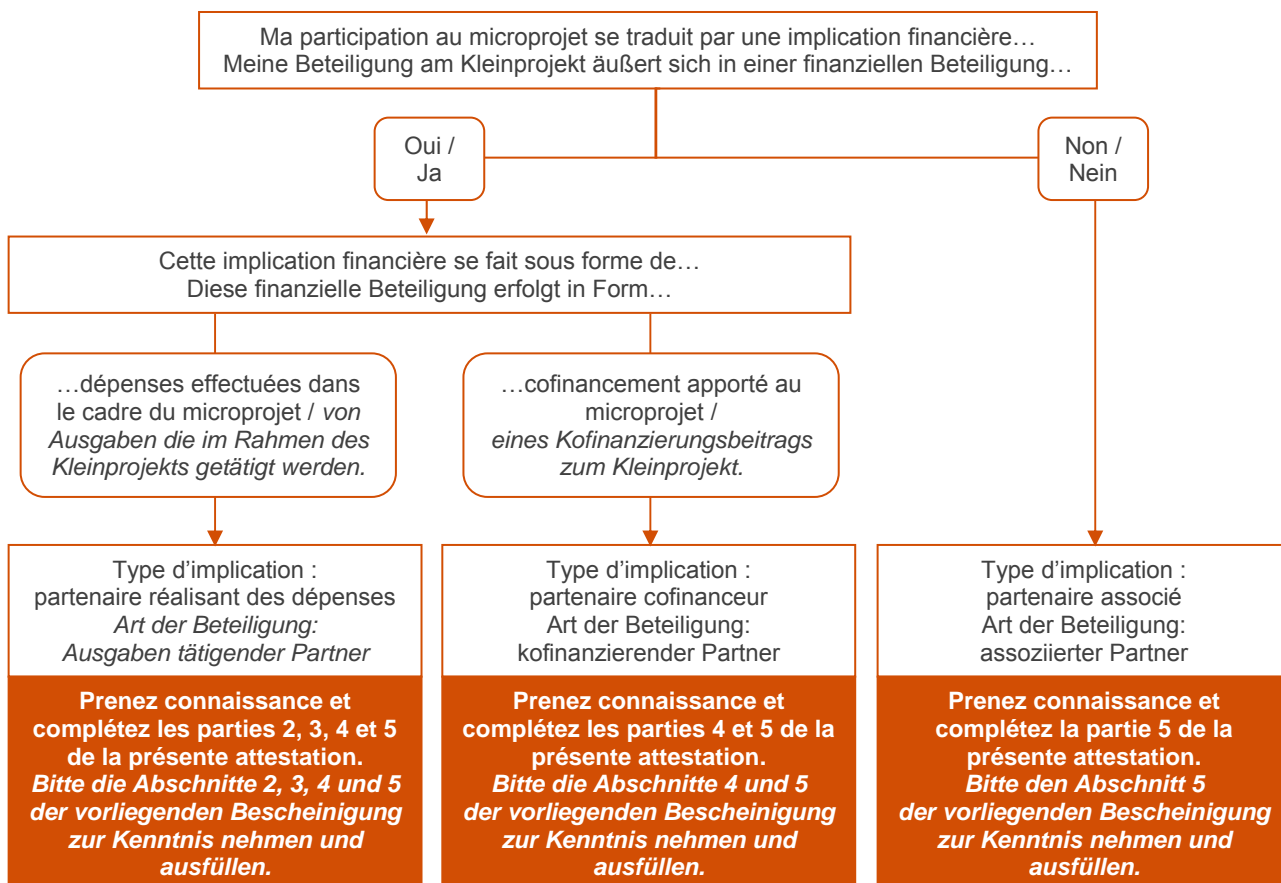 Ma participation au microprojet se traduit par une implication financière…
Meine Beteiligung am Kleinprojekt äußert sich in einer finanziellen Beteiligung…
Oui /
Ja
Non /
Nein
Cette implication financière se fait sous forme de…
Diese finanzielle Beteiligung erfolgt in Form…
…dépenses effectuées dans
le cadre du microprojet / von
Ausgaben die im Rahmen des
Kleinprojekts getätigt werden.
…cofinancement apporté au
microprojet /
eines Kofinanzierungsbeitrags
zum Kleinprojekt.
Type d’implication :
partenaire réalisant des dépenses
Art der Beteiligung:
Ausgaben tätigender Partner
Prenez connaissance et
complétez les parties 2, 3, 4 et 5
de la présente attestation.
Bitte die Abschnitte 2, 3, 4 und 5
der vorliegenden Bescheinigung
zur Kenntnis nehmen und
ausfüllen.
Type d’implication :
partenaire cofinanceur
Art der Beteiligung:
kofinanzierender Partner
Prenez connaissance et
complétez les parties 4 et 5 de la
présente attestation.
Bitte die Abschnitte 4 und 5
der vorliegenden Bescheinigung
zur Kenntnis nehmen und
ausfüllen.
Type d’implication :
partenaire associé
Art der Beteiligung:
assoziierter Partner
Prenez connaissance et
complétez la partie 5 de la
présente attestation.
Bitte den Abschnitt 5
der vorliegenden Bescheinigung
zur Kenntnis nehmen und
ausfüllen.